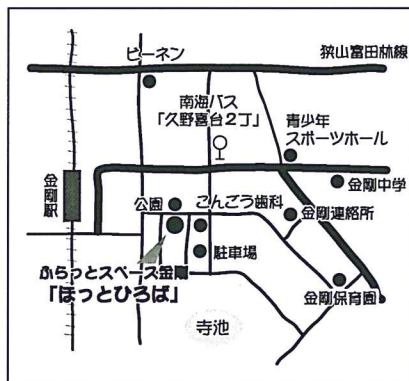 ピーネン
狭山富田林線
南海バス
「久野喜台2丁」
青少年
スポーツホール
金剛駅
金剛中学
公園
こんごう歯科
金剛連絡所
駐車場
ふらっとスペース金剛
「ほっとひろば」
金剛保育園
寺池